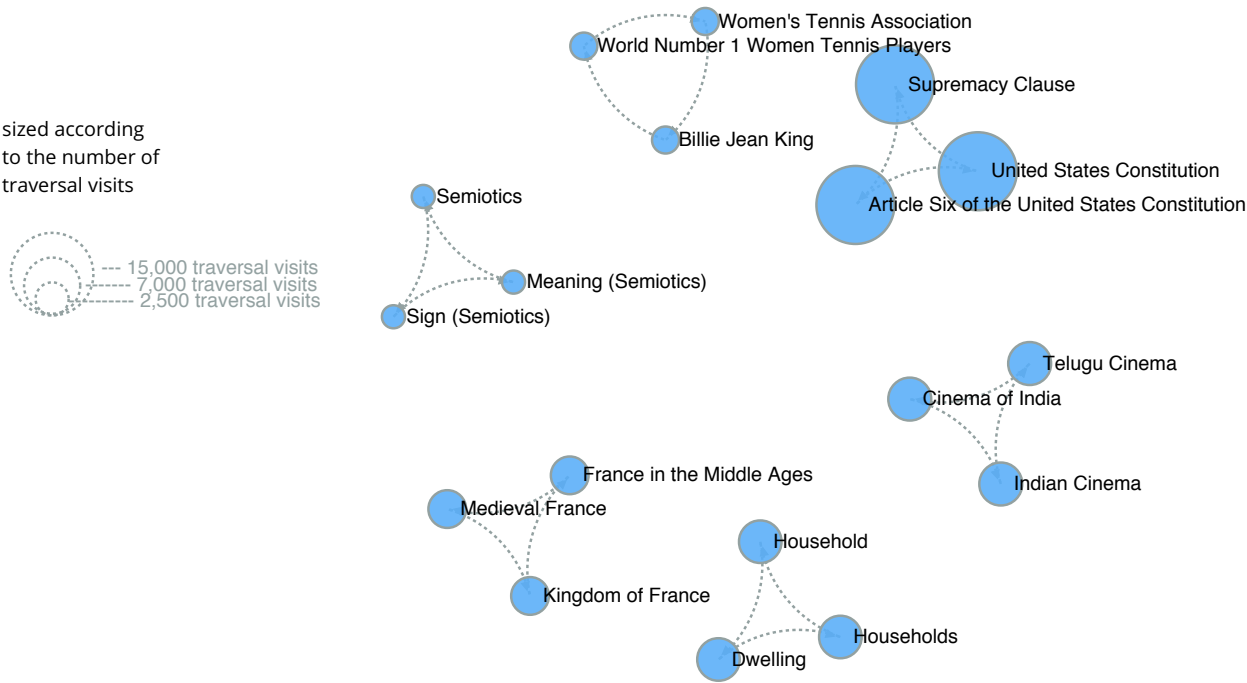 Women's Tennis Association
World Number 1 Women Tennis Players
Supremacy Clause
sized according
to the number of
traversal visits
Billie Jean King
United States Constitution
Semiotics
Article Six of the United States Constitution
15,000 traversal visits
7,000 traversal visits
2,500 traversal visits
Meaning (Semiotics)
Sign (Semiotics)
Telugu Cinema
Cinema of India
France in the Middle Ages
Indian Cinema
Medieval France
Household
Kingdom of France
Households
Dwelling